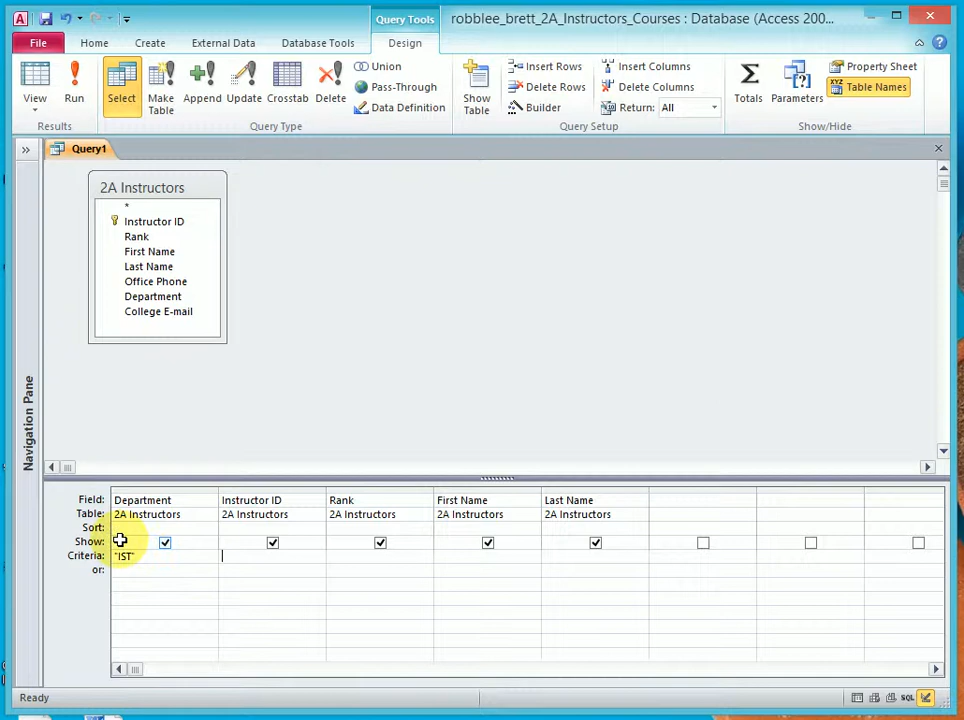 Query Tools
robblee_brett_2A_Instructors_Courses : Database (Access 200...
File Home Create External Data Database Tools Design
View Run Select Make Table Append Update Crosstab Delete
Union
Pass-Through
Data Definition
Show Table
Insert Rows
Delete Rows
Builder
Insert Columns
Delete Columns
Return: All
Totals Parameters
Property Sheet
XYZ Table Names
Results Query Type Query Setup Show/Hide
Query1
2A Instructors
*
Instructor ID
Rank
First Name
Last Name
Office Phone
Department
College E-mail
Navigation Pane
Field: Department Instructor ID Rank First Name Last Name
Table: 2A Instructors 2A Instructors 2A Instructors 2A Instructors 2A Instructors
Sort:
Show:
Criteria: "IST"
or:
Ready
SQL